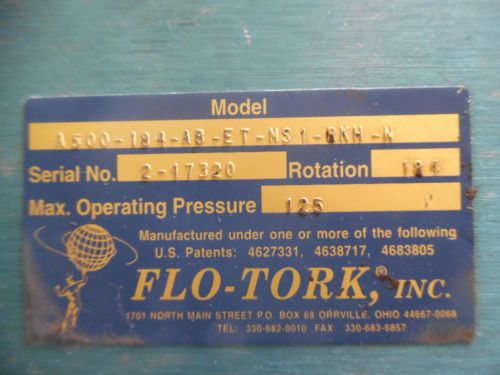 Model
A500-184-AB-ET-MS1-RKH-N
Serial No. 2-17320 Rotation 184
Max. Operating Pressure 125
Manufactured under one or more of the following
U.S. Patents: 4627331, 4638717, 4683805
FLO-TORK,® INC.
1701 NORTH MAIN STREET P.O. BOX 68 ORRVILLE, OHIO 44667-0068
TEL: 330-682-0010 FAX: 330-683-6857